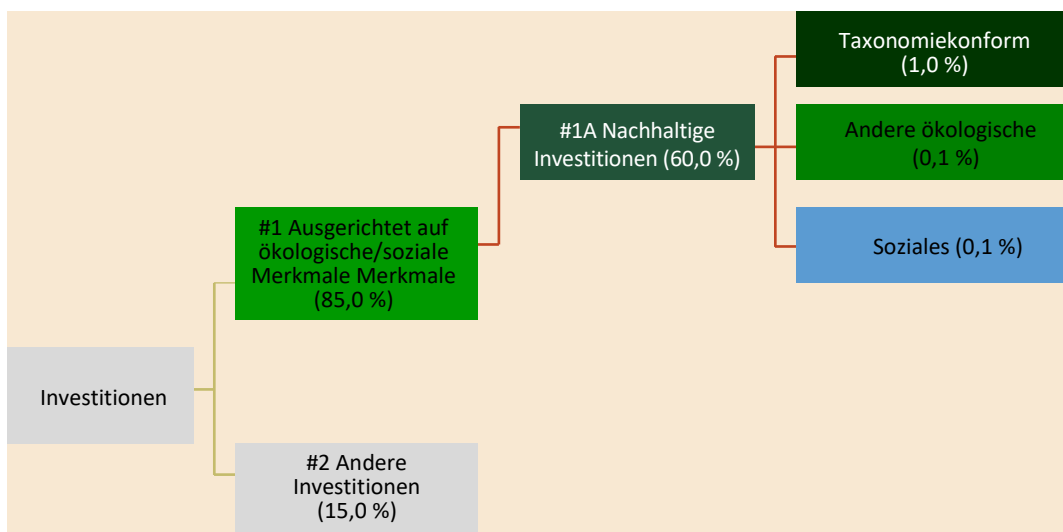 Taxonomiekonform
(1,0 %)
#1A Nachhaltige
Investitionen (60,0 %)
Andere ökologische
(0,1 %)
#1 Ausgerichtet auf
ökologische/soziale
Merkmale Merkmale
(85,0 %)
Soziales (0,1 %)
Investitionen
#2 Andere
Investitionen
(15,0 %)